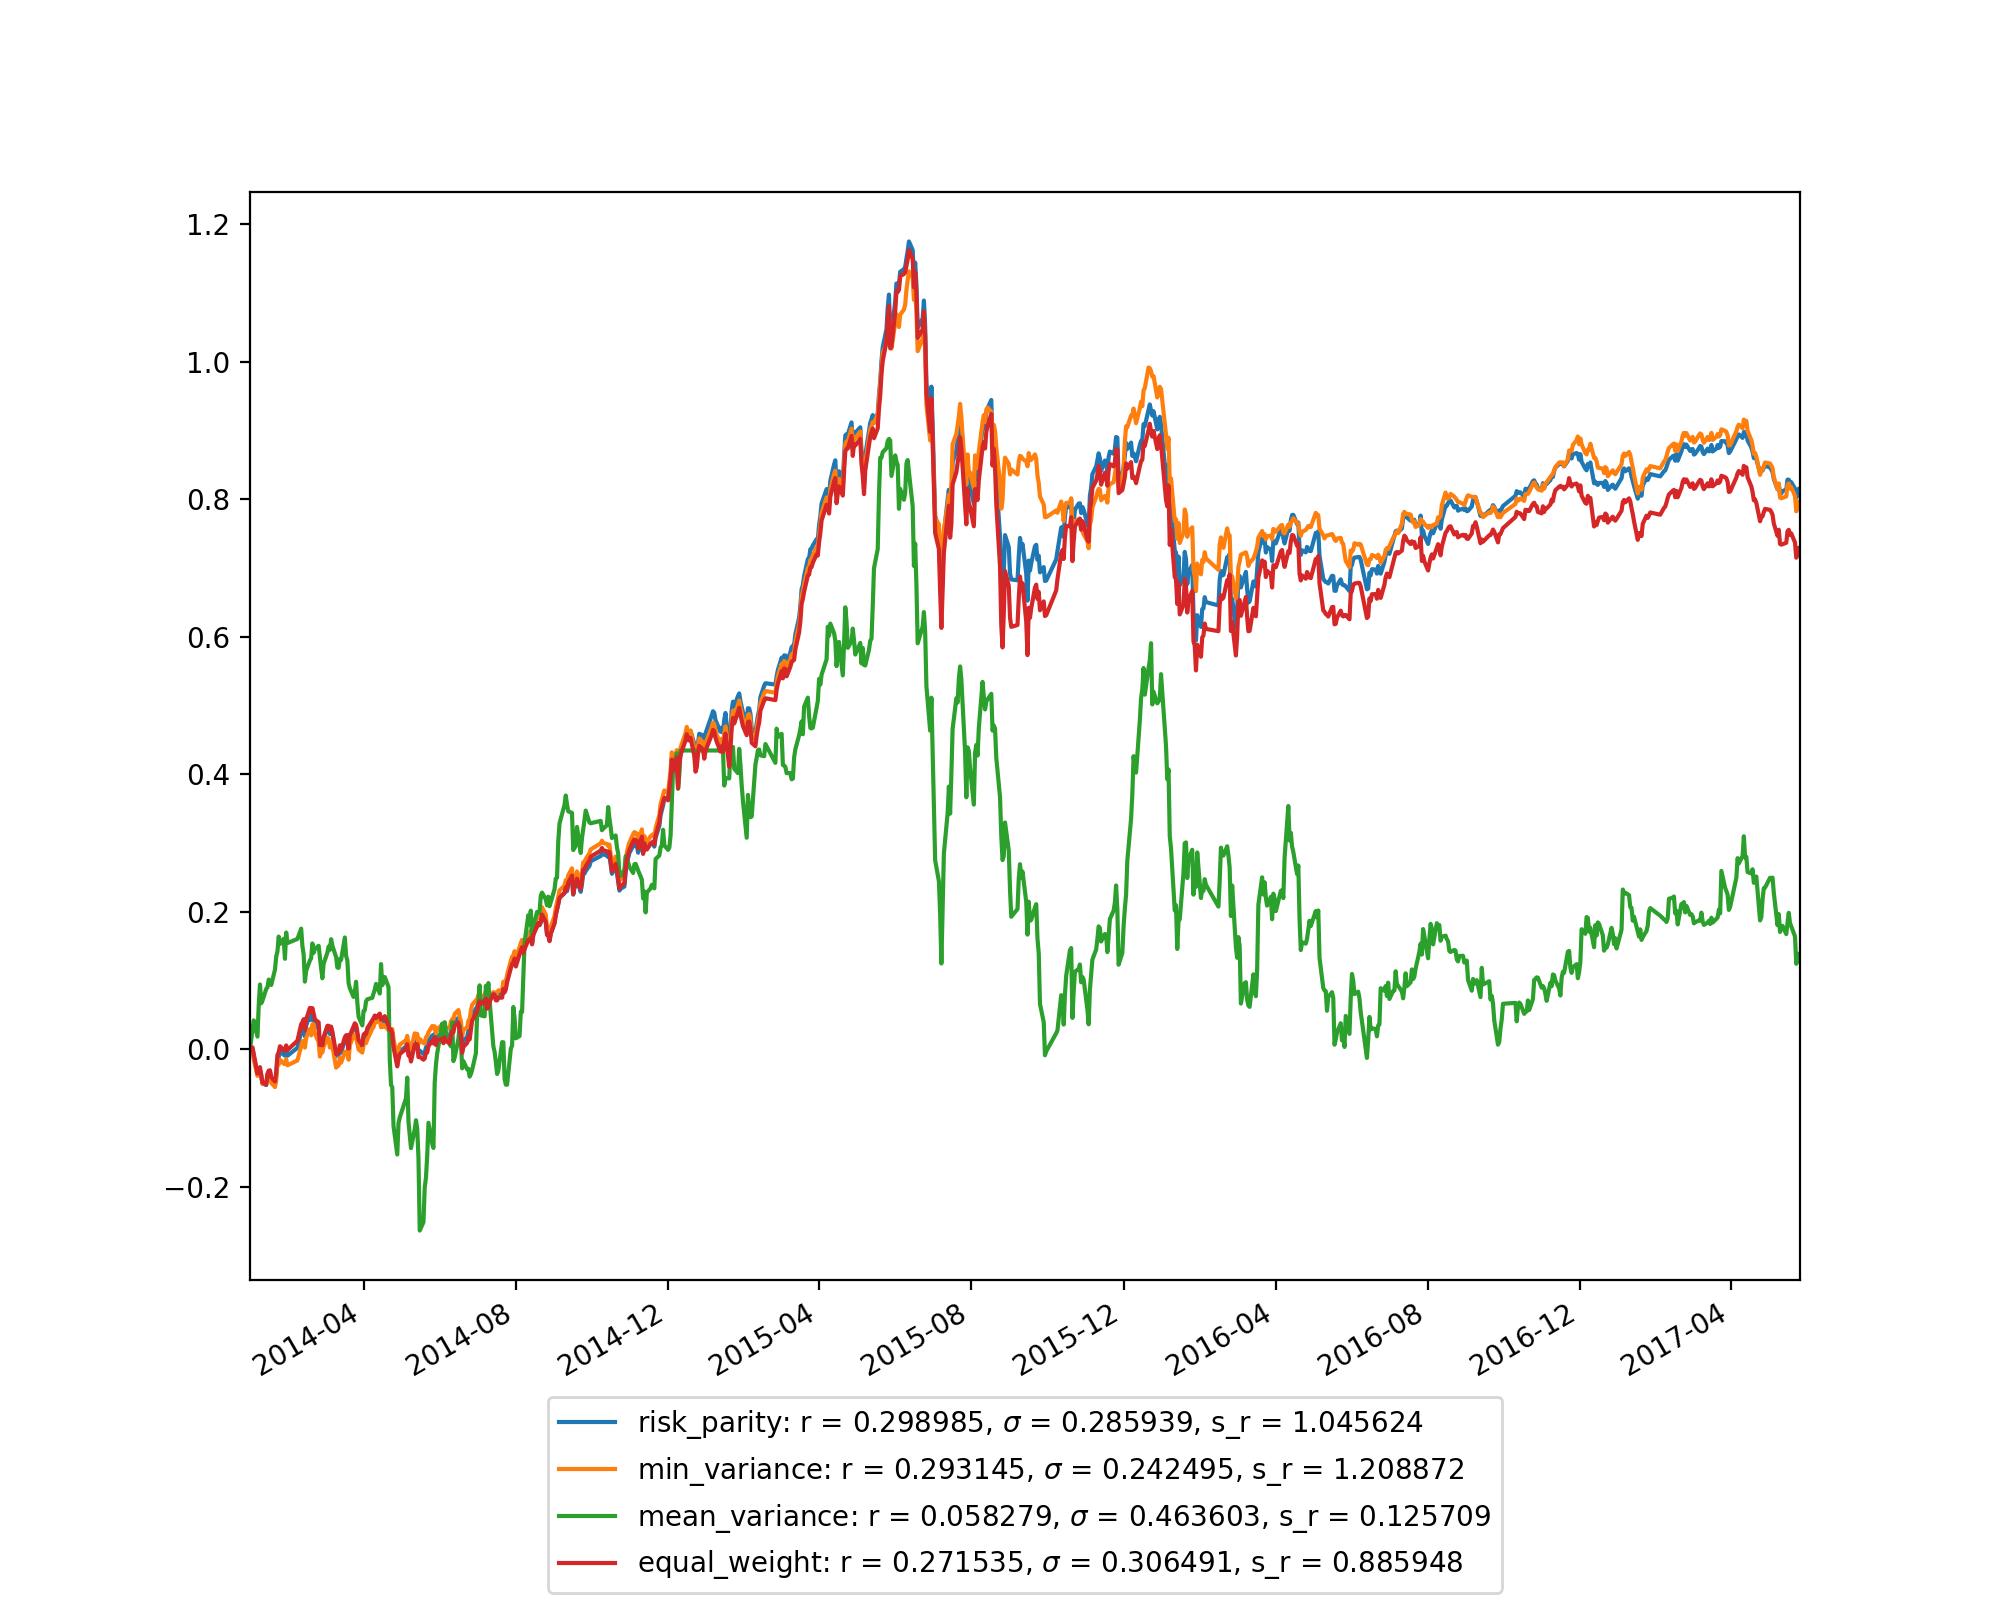 1.2
1.0
0.8
0.6
0.4
0.2
0.0
−0.2
2014-04 2014-08 2014-12 2015-04 2015-08 2015-12 2016-04 2016-08 2016-12 2017-04
risk_parity: r = 0.298985, σ = 0.285939, s_r = 1.045624
min_variance: r = 0.293145, σ = 0.242495, s_r = 1.208872
mean_variance: r = 0.058279, σ = 0.463603, s_r = 0.125709
equal_weight: r = 0.271535, σ = 0.306491, s_r = 0.885948